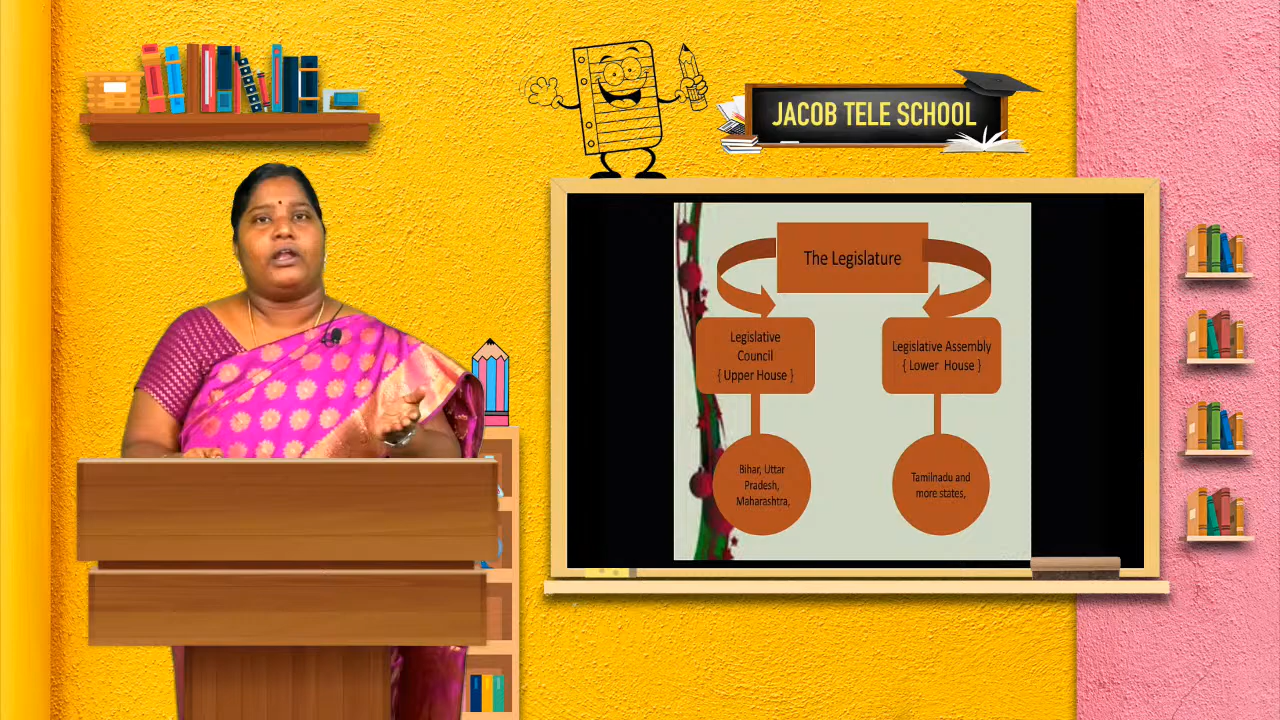 JACOB TELE SCHOOL
The Legislature
Legislative
Council
{ Upper House }
Legislative Assembly
{ Lower House }
Bihar, Uttar
Pradesh,
Maharashtra,
Tamilnadu and
more states,